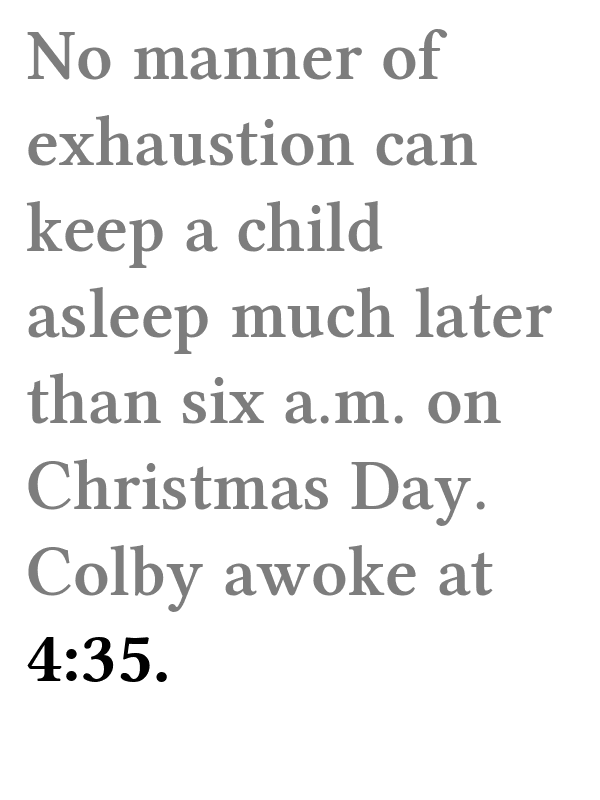 No manner of
exhaustion can
keep a child
asleep much later
than six a.m. on
Christmas Day.
Colby awoke at
4:35.